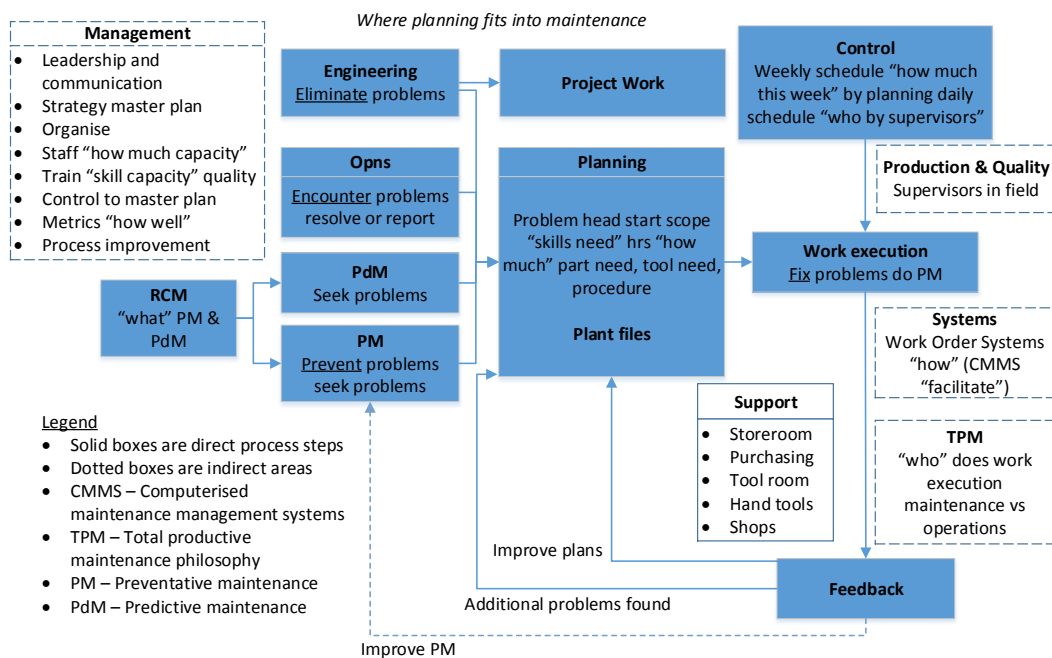 Where planning fits into maintenance
Management
• Leadership and
communication
• Strategy master plan
• Organise
• Staff “how much capacity”
• Train “skill capacity” quality
• Control to master plan
• Metrics “how well”
• Process improvement
Engineering
Eliminate problems
Project Work
Control
Weekly schedule “how much
this week” by planning daily
schedule “who by supervisors”
Opns
Encounter problems
resolve or report
Planning
Problem head start scope
“skills need” hrs “how
much” part need, tool need,
procedure
Plant files
Production & Quality
Supervisors in field
Work execution
Fix problems do PM
RCM
“what” PM &
PdM
PdM
Seek problems
PM
Prevent problems
seek problems
Systems
Work Order Systems
“how” (CMMS
“facilitate”)
Support
• Storeroom
• Purchasing
• Tool room
• Hand tools
• Shops
TPM
“who” does work
execution
maintenance vs
operations
Legend
• Solid boxes are direct process steps
• Dotted boxes are indirect areas
• CMMS – Computerised
maintenance management systems
• TPM – Total productive
maintenance philosophy
• PM – Preventative maintenance
• PdM – Predictive maintenance
Improve plans
Feedback
Additional problems found
Improve PM